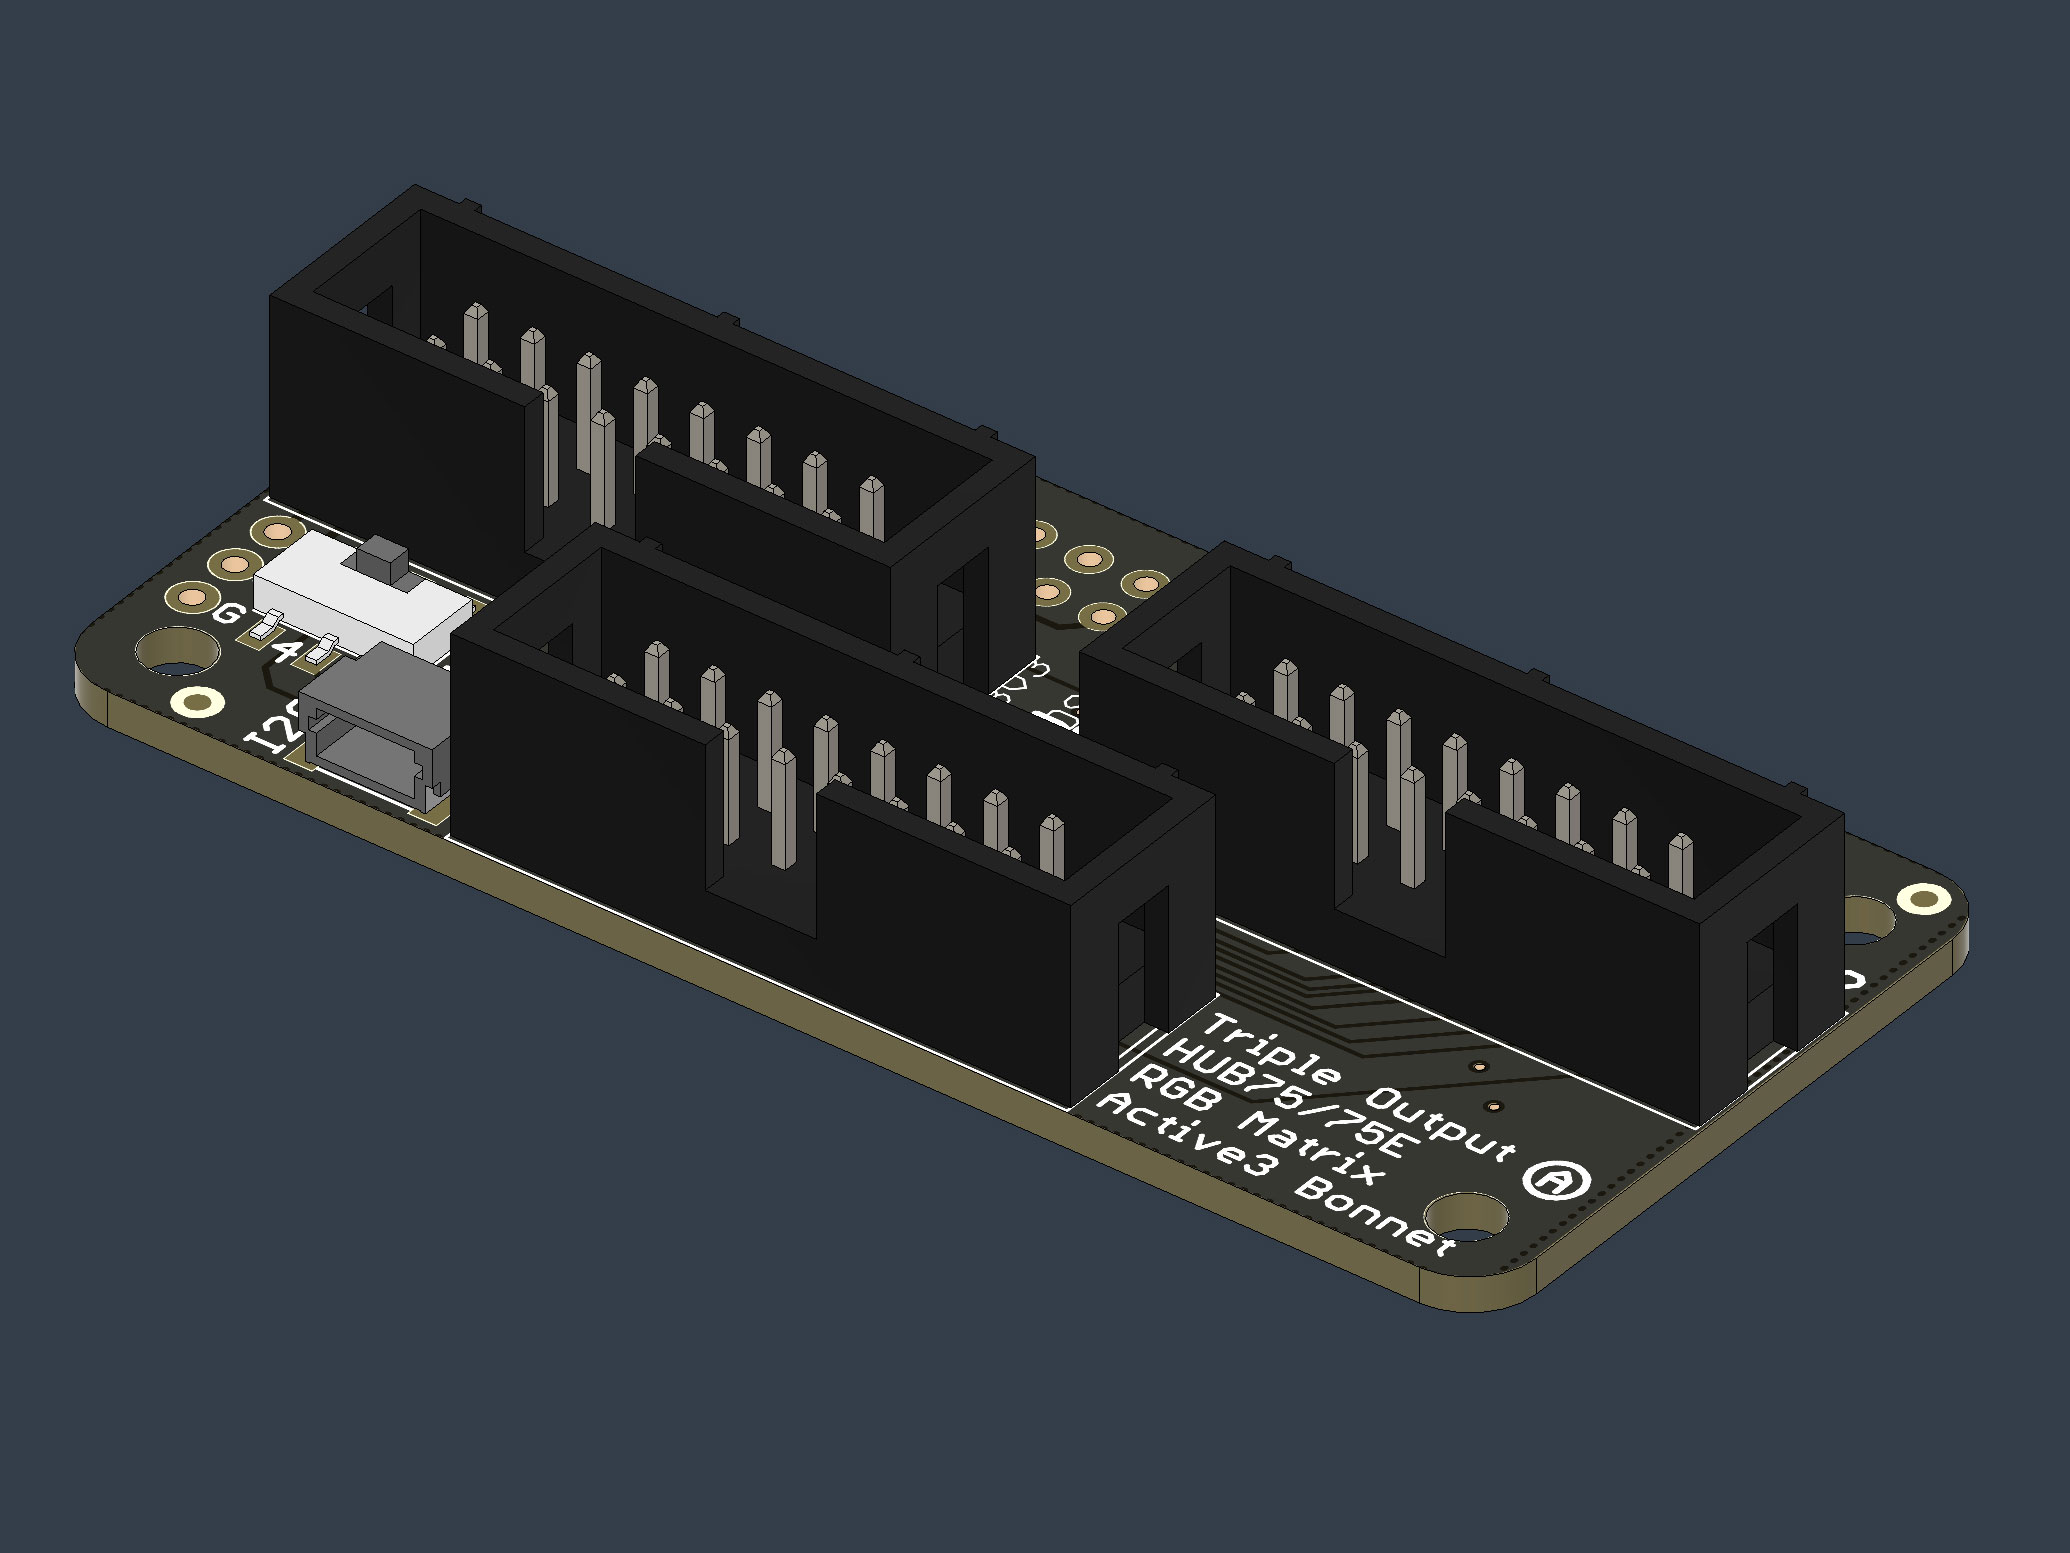 G
4
Triple Output
HUB75/75E
RGB Matrix
Active3 Bonnet
A